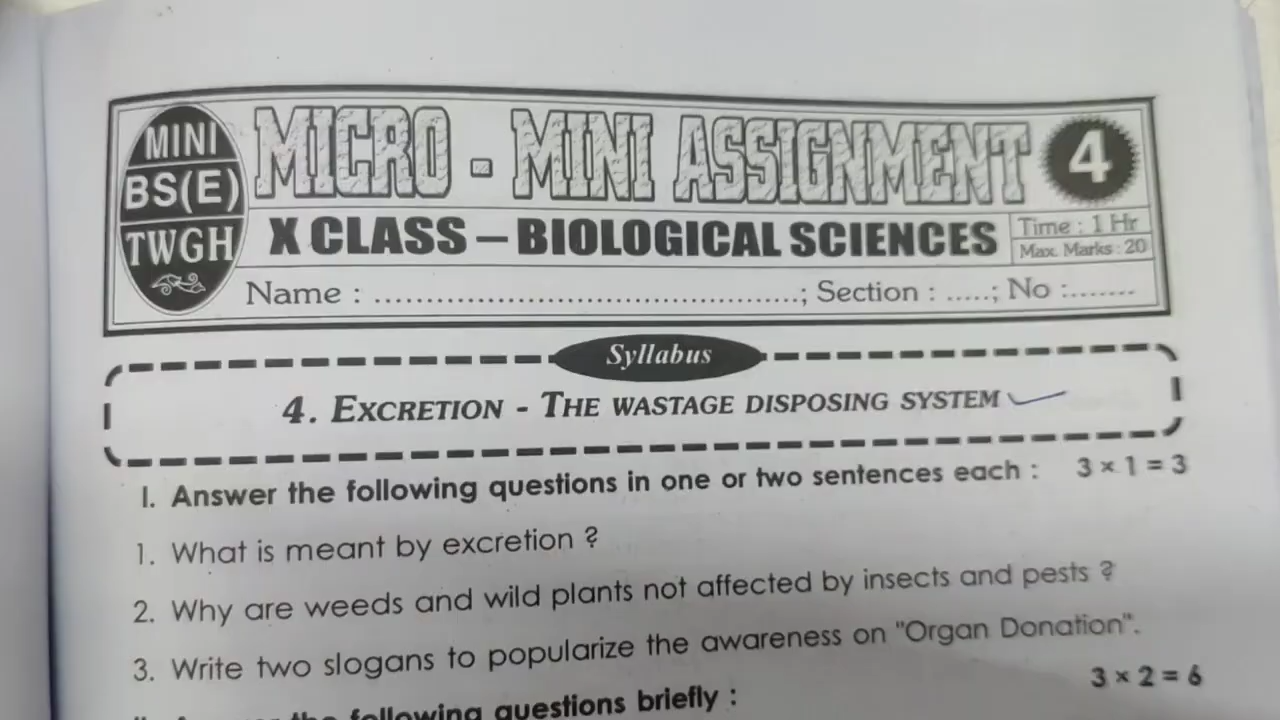 MINI
BS(E)
TWGH
MICRO - MINI ASSIGNMENT
4
X CLASS – BIOLOGICAL SCIENCES
Time : 1 Hr
Max. Marks : 20
Name : ..........................................; Section : .....; No :.......
Syllabus
4. EXCRETION - THE WASTAGE DISPOSING SYSTEM
I. Answer the following questions in one or two sentences each : 3 × 1 = 3
1. What is meant by excretion ?
2. Why are weeds and wild plants not affected by insects and pests ?
3. Write two slogans to popularize the awareness on "Organ Donation".
3 × 2 = 6
the following questions briefly :